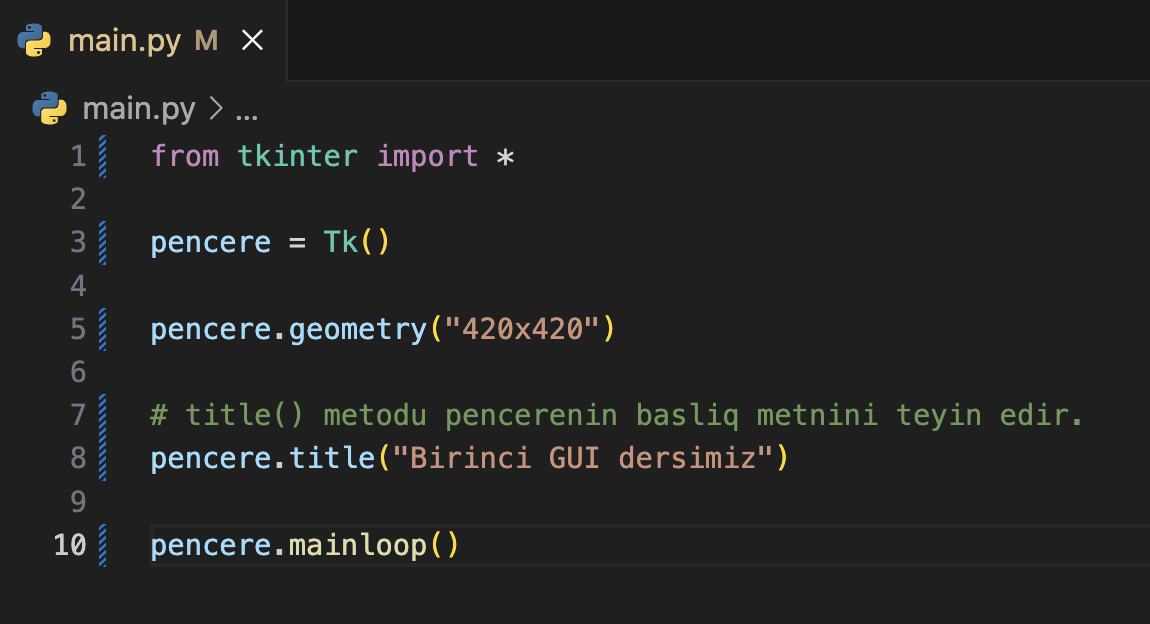 main.py M
main.py > ...
1 from tkinter import *
2
3 pencere = Tk()
4
5 pencere.geometry("420x420")
6
7 # title() metodu pencerenin basliq metnini teyin edir.
8 pencere.title("Birinci GUI dersimiz")
9
10 pencere.mainloop()